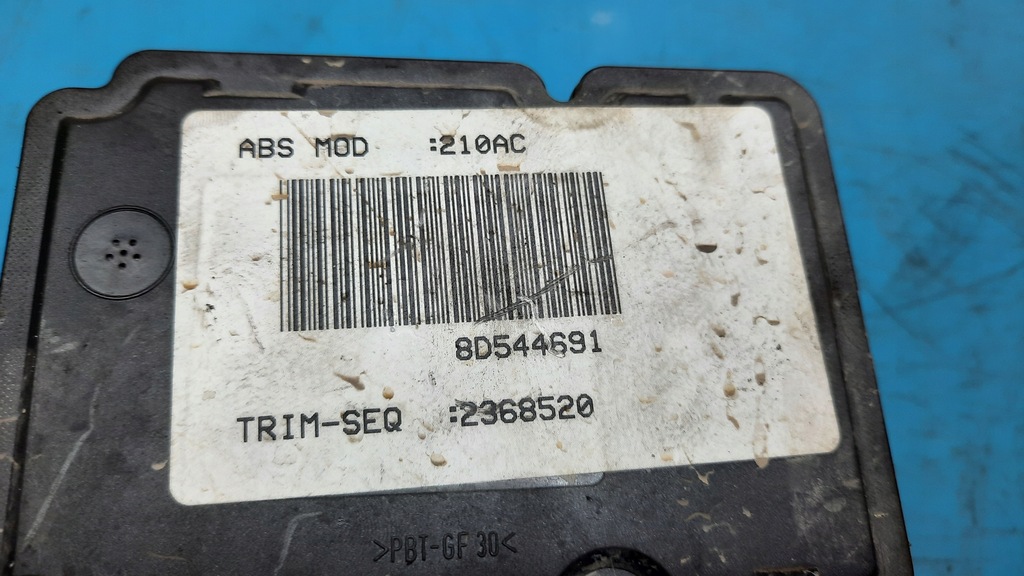 ABS MOD :210AC
8D544691
TRIM-SEQ :2368520
>PBT-GF 30<